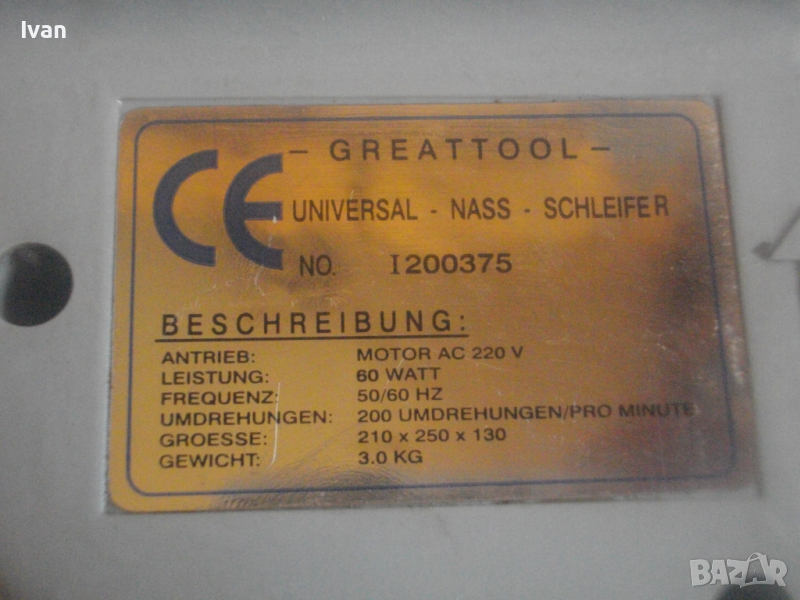 Ivan
- GREATTOOL -
CE
UNIVERSAL - NASS - SCHLEIFER
NO. I200375
BESCHREIBUNG:
ANTRIEB: MOTOR AC 220 V
LEISTUNG: 60 WATT
FREQUENZ: 50/60 HZ
UMDREHUNGEN: 200 UMDREHUNGEN/PRO MINUTE
GROESSE: 210 x 250 x 130
GEWICHT: 3.0 KG
BAZAR